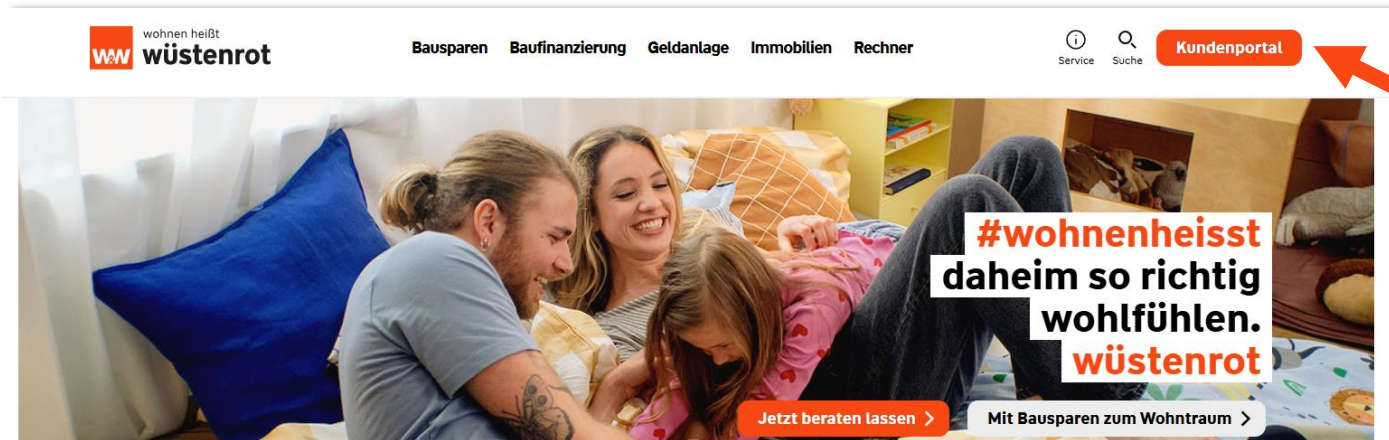 wohnen heißt
W&W wüstenrot
Bausparen Baufinanzierung Geldanlage Immobilien Rechner
Service Suche Kundenportal
#wohnenheisst
daheim so richtig
wohlfühlen.
wüstenrot
Jetzt beraten lassen > Mit Bausparen zum Wohntraum >